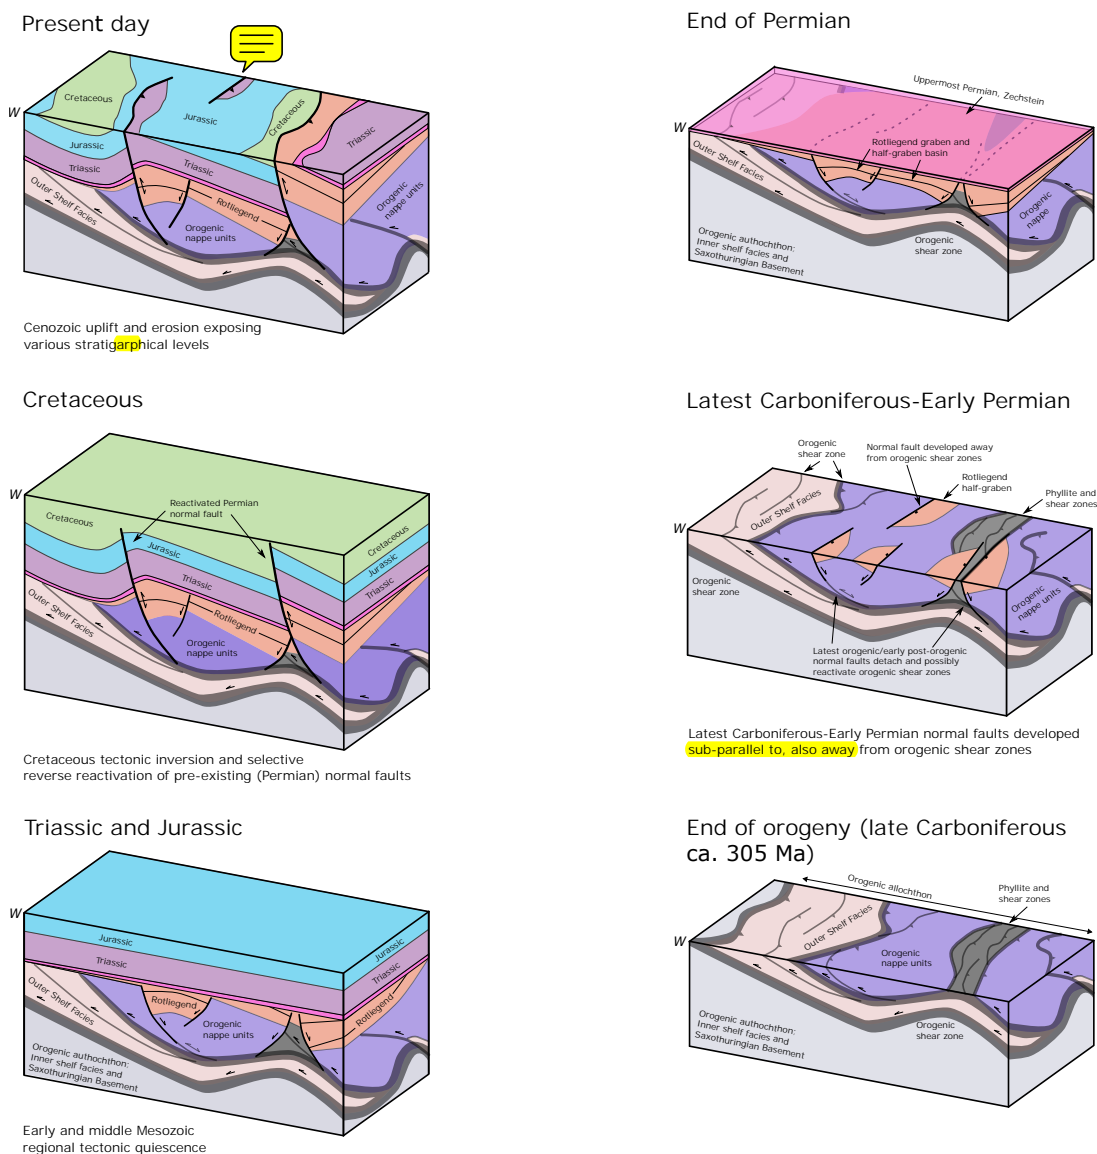 Present day
W
Cretaceous
Jurassic
Cretaceous
Triassic
Jurassic
Triassic
Triassic
Outer Shelf Facies
Rotliegend
Orogenic
nappe units
Orogenic
nappe units
Cenozoic uplift and erosion exposing
various stratigarphical levels
End of Permian
W
Uppermost Permian, Zechstein
Rotliegend graben and
half-graben basin
Outer Shelf Facies
Orogenic
nappe
Orogenic authochthon:
Inner shelf facies and
Saxothuringian Basement
Orogenic
shear zone
Cretaceous
W
Reactivated Permian
normal fault
Cretaceous
Cretaceous
Jurassic
Jurassic
Triassic
Triassic
Outer Shelf Facies
Rotliegend
Orogenic
nappe units
Cretaceous tectonic inversion and selective
reverse reactivation of pre-existing (Permian) normal faults
Latest Carboniferous-Early Permian
W
Orogenic
shear zone
Normal fault developed away
from orogenic shear zones
Rotliegend
half-graben
Phyllite and
shear zones
Outer Shelf Facies
Orogenic
shear zone
Orogenic
nappe units
Latest orogenic/early post-orogenic
normal faults detach and possibly
reactivate orogenic shear zones
Latest Carboniferous-Early Permian normal faults developed
sub-parallel to, also away from orogenic shear zones
Triassic and Jurassic
W
Jurassic
Jurassic
Triassic
Triassic
Outer Shelf Facies
Rotliegend
Rotliegend
Orogenic
nappe units
Orogenic authochthon:
Inner shelf facies and
Saxothuringian Basement
Early and middle Mesozoic
regional tectonic quiescence
End of orogeny (late Carboniferous
ca. 305 Ma)
W
Orogenic allochthon
Phyllite and
shear zones
Outer Shelf Facies
Orogenic
nappe units
Orogenic authochthon:
Inner shelf facies and
Saxothuringian Basement
Orogenic
shear zone